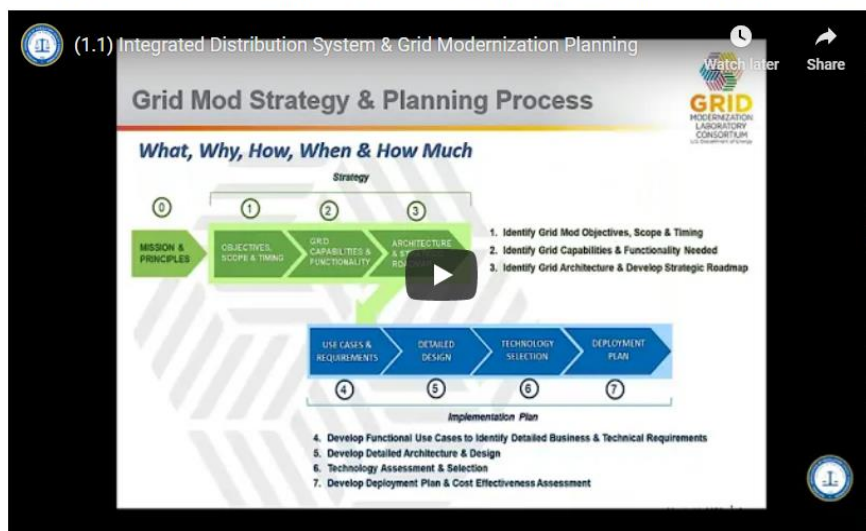 (1.1) Integrated Distribution System & Grid Modernization Planning
Watch later
Share
Grid Mod Strategy & Planning Process
GRID
MODERNIZATION
LABORATORY
CONSORTIUM
U.S. Department of Energy
What, Why, How, When & How Much
Strategy
0
1
2
3
MISSION &
PRINCIPLES
OBJECTIVES,
SCOPE & TIMING
GRID
CAPABILITIES &
FUNCTIONALITY
ARCHITECTURE
1. Identify Grid Mod Objectives, Scope & Timing
2. Identify Grid Capabilities & Functionality Needed
3. Identify Grid Architecture & Develop Strategic Roadmap
USE CASES &
REQUIREMENTS
DETAILED
DESIGN
TECHNOLOGY
SELECTION
DEPLOYMENT
PLAN
4
5
6
7
Implementation Plan
4. Develop Functional Use Cases to Identify Detailed Business & Technical Requirements
5. Develop Detailed Architecture & Design
6. Technology Assessment & Selection
7. Develop Deployment Plan & Cost Effectiveness Assessment